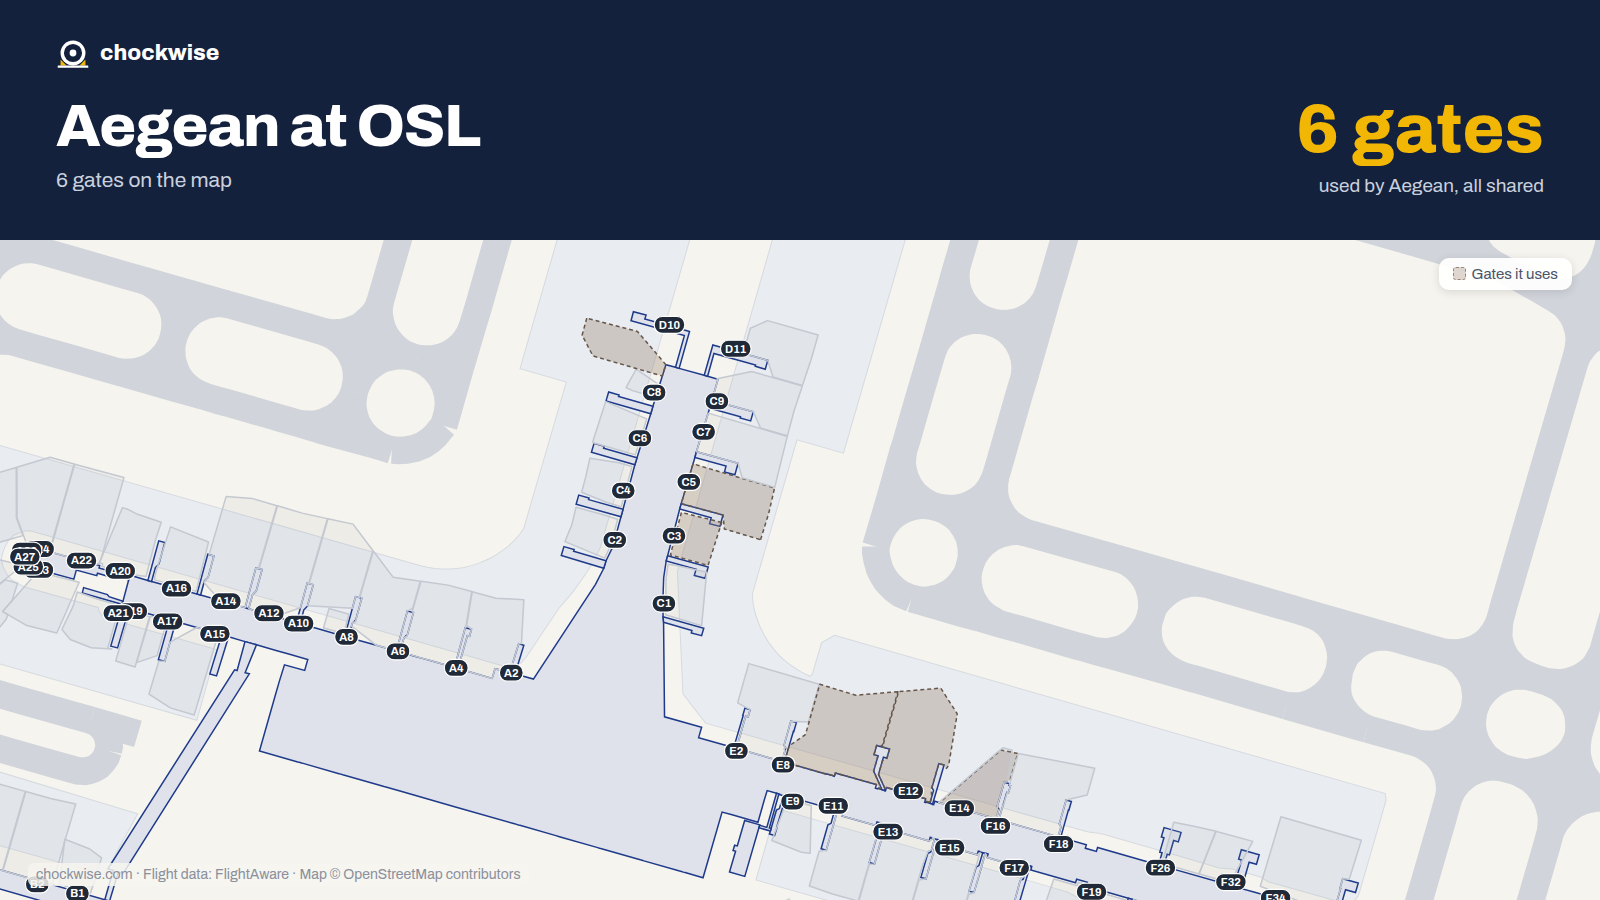 chockwise
Aegean at OSL
6 gates on the map
6 gates
used by Aegean, all shared
Gates it uses
D10
D11
C8
C9
C6
C7
C4
C5
C2
C3
C1
A27
A25
A22
A20
A16
A14
A12
A10
A21
A17
A15
A8
A6
A4
A2
E2
E8
E9
E11
E12
E14
E13
E15
F16
F18
F17
F19
F26
F32
F34
B1
chockwise.com · Flight data: FlightAware · Map © OpenStreetMap contributors